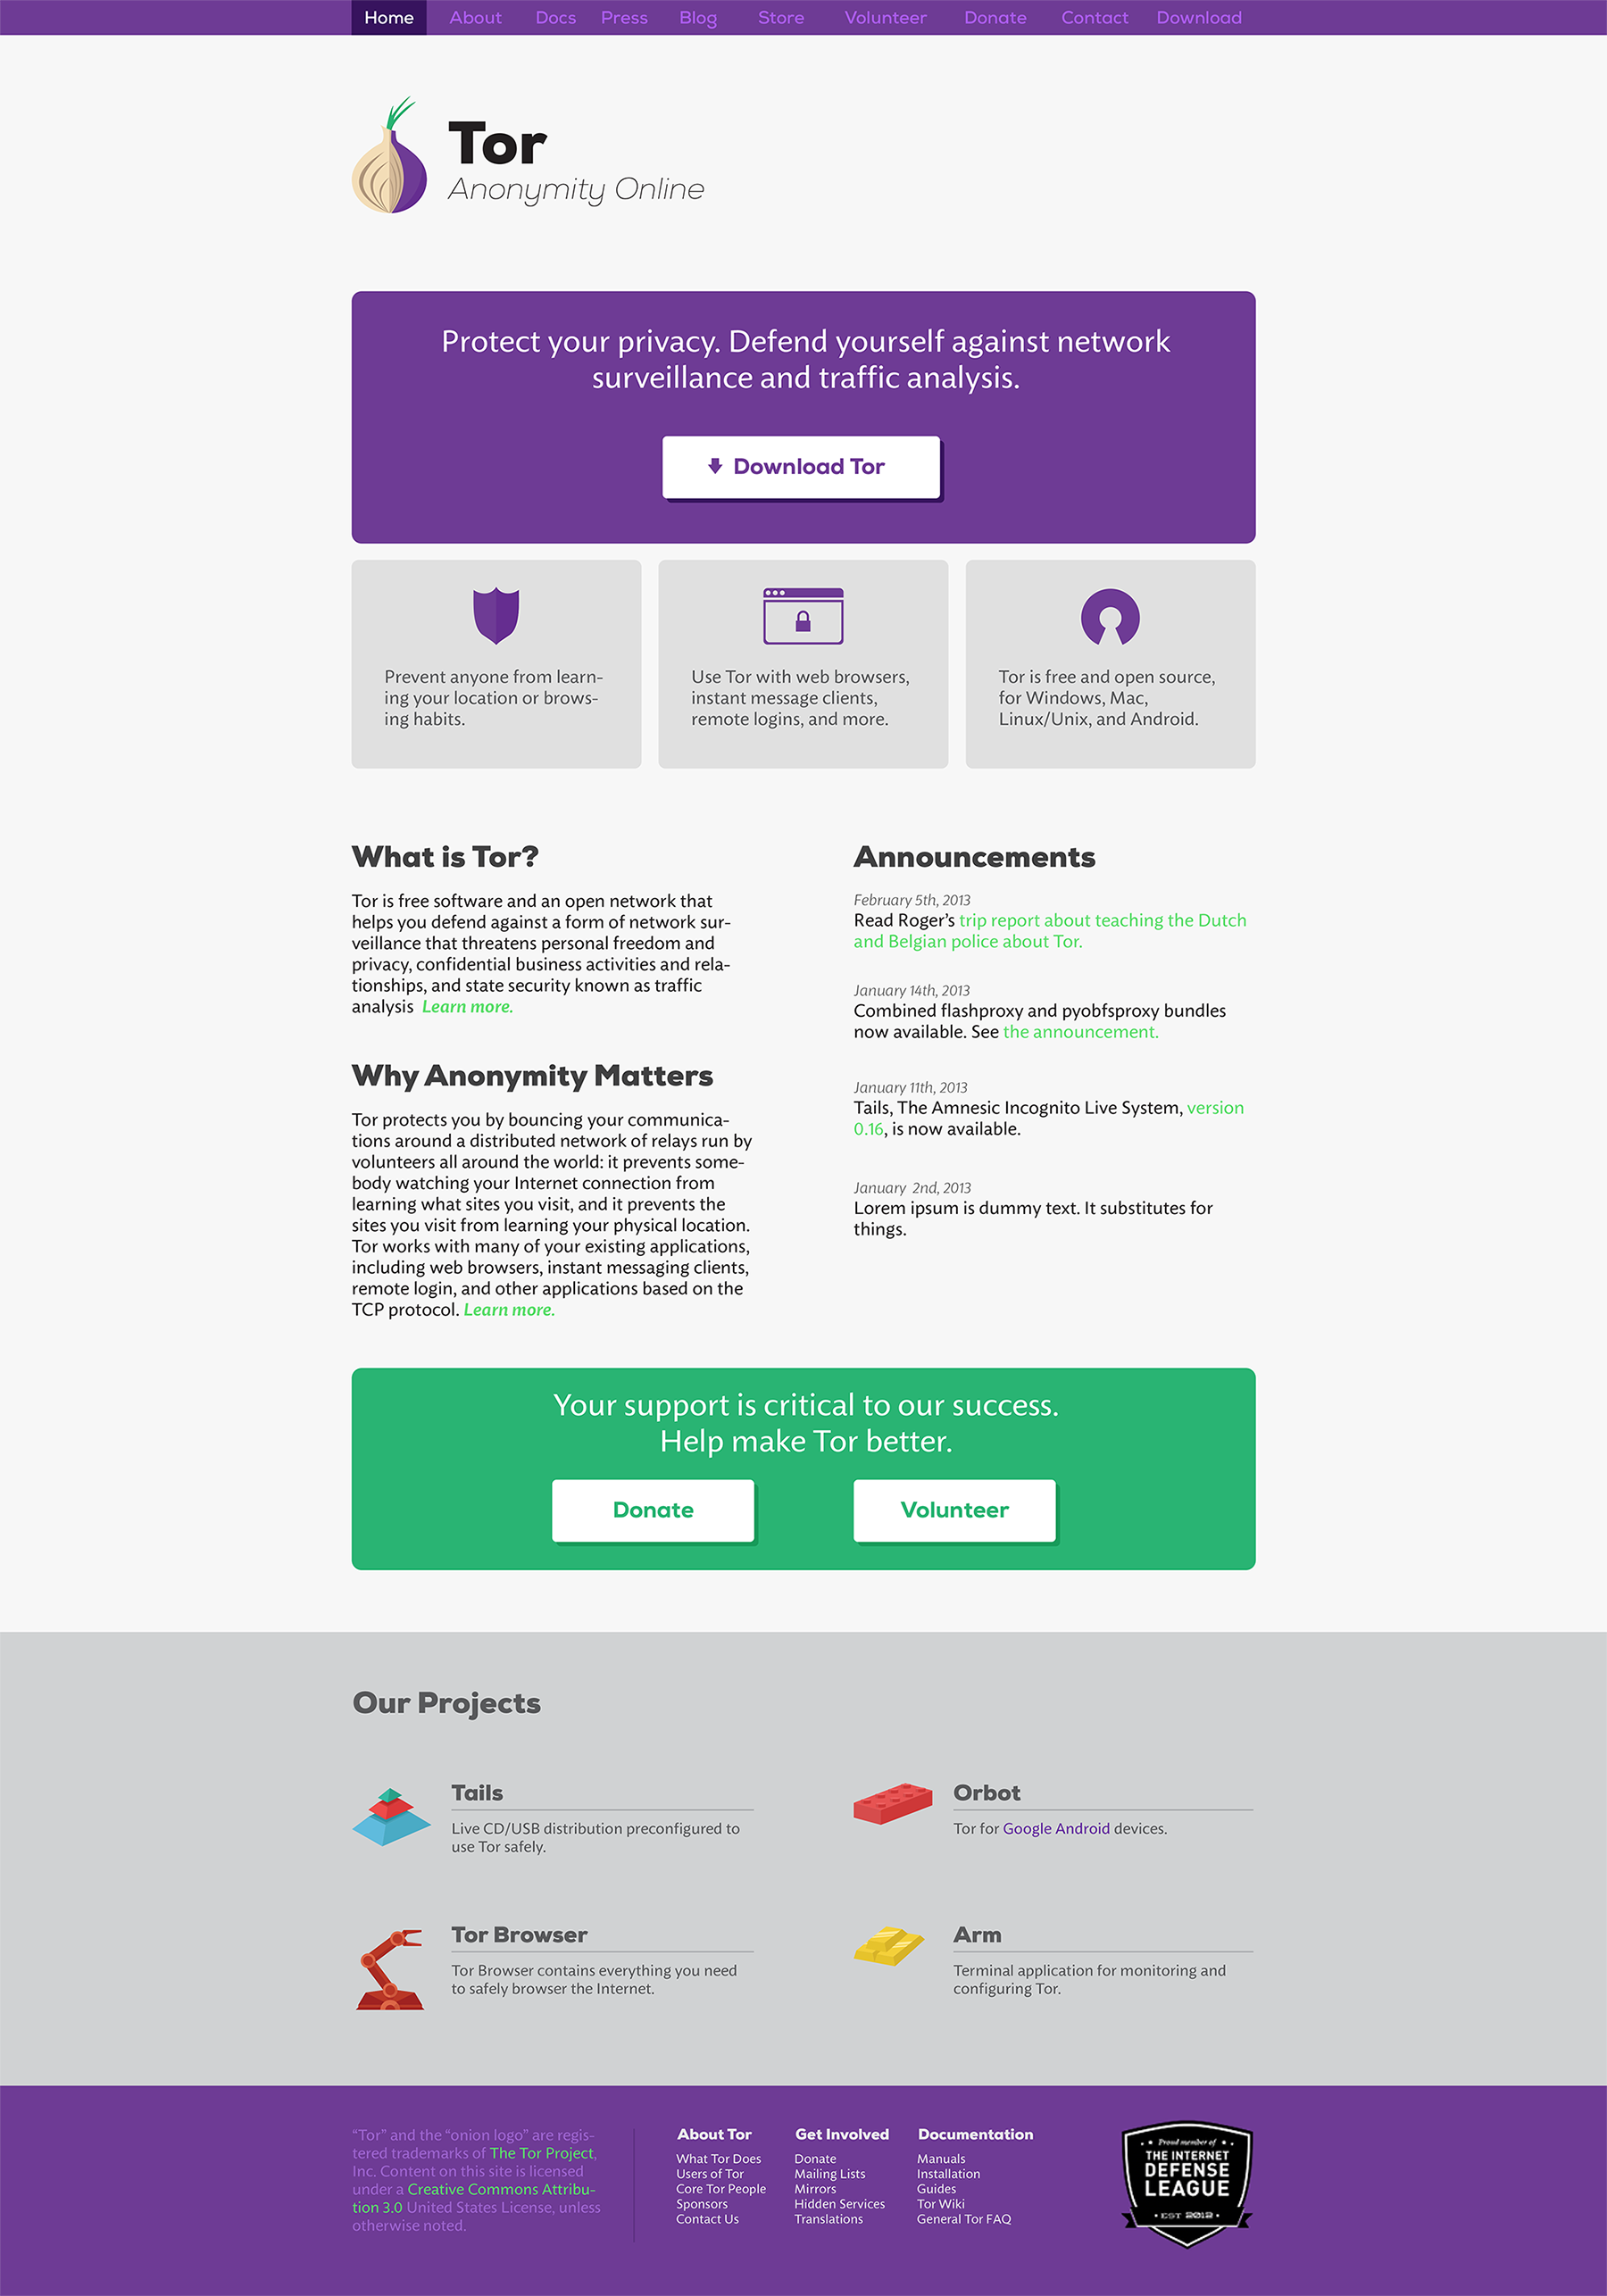 Home About Docs Press Blog Store Volunteer Donate Contact Download
Tor
Anonymity Online
Protect your privacy. Defend yourself against network
surveillance and traffic analysis.
Download Tor
Prevent anyone from learn-
ing your location or brows-
ing habits.
Use Tor with web browsers,
instant message clients,
remote logins, and more.
Tor is free and open source,
for Windows, Mac,
Linux/Unix, and Android.
What is Tor?
Tor is free software and an open network that
helps you defend against a form of network sur-
veillance that threatens personal freedom and
privacy, confidential business activities and rela-
tionships, and state security known as traffic
analysis Learn more.
Why Anonymity Matters
Tor protects you by bouncing your communica-
tions around a distributed network of relays run by
volunteers all around the world: it prevents some-
body watching your Internet connection from
learning what sites you visit, and it prevents the
sites you visit from learning your physical location.
Tor works with many of your existing applications,
including web browsers, instant messaging clients,
remote login, and other applications based on the
TCP protocol. Learn more.
Announcements
February 5th, 2013
Read Roger’s trip report about teaching the Dutch
and Belgian police about Tor.
January 14th, 2013
Combined flashproxy and pyobfsproxy bundles
now available. See the announcement.
January 11th, 2013
Tails, The Amnesic Incognito Live System, version
0.16, is now available.
January 2nd, 2013
Lorem ipsum is dummy text. It substitutes for
things.
Your support is critical to our success.
Help make Tor better.
Donate
Volunteer
Our Projects
Tails
Live CD/USB distribution preconfigured to
use Tor safely.
Orbot
Tor for Google Android devices.
Tor Browser
Tor Browser contains everything you need
to safely browser the Internet.
Arm
Terminal application for monitoring and
configuring Tor.
“Tor” and the “onion logo” are regis-
tered trademarks of The Tor Project,
Inc. Content on this site is licensed
under a Creative Commons Attribu-
tion 3.0 United States License, unless
otherwise noted.
About Tor
What Tor Does
Users of Tor
Core Tor People
Sponsors
Contact Us
Get Involved
Donate
Mailing Lists
Mirrors
Hidden Services
Translations
Documentation
Manuals
Installation
Guides
Tor Wiki
General Tor FAQ
Proud member of
THE INTERNET
DEFENSE
LEAGUE
EST 2012